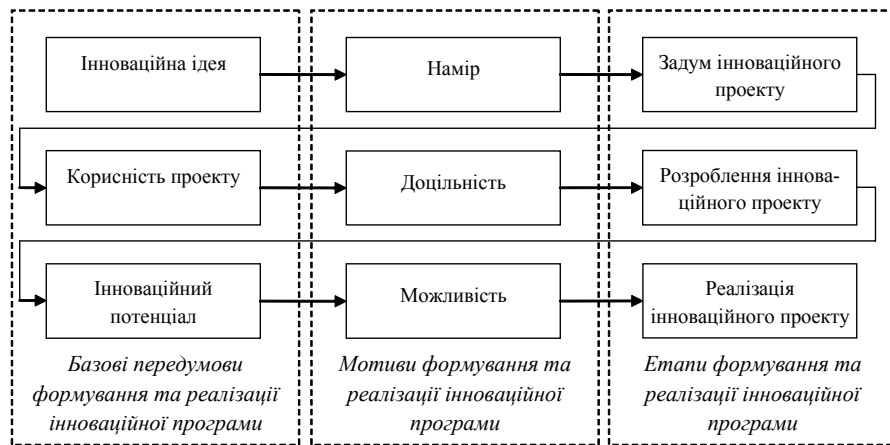 Інноваційна ідея
Намір
Задум інноваційного
проекту
Корисність проекту
Доцільність
Розроблення іннова-
ційного проекту
Інноваційний
потенціал
Можливість
Реалізація
інноваційного проекту
Базові передумови
формування та реалізації
інноваційної програми
Мотиви формування та
реалізації інноваційної
програми
Етапи формування та
реалізації інноваційної
програми